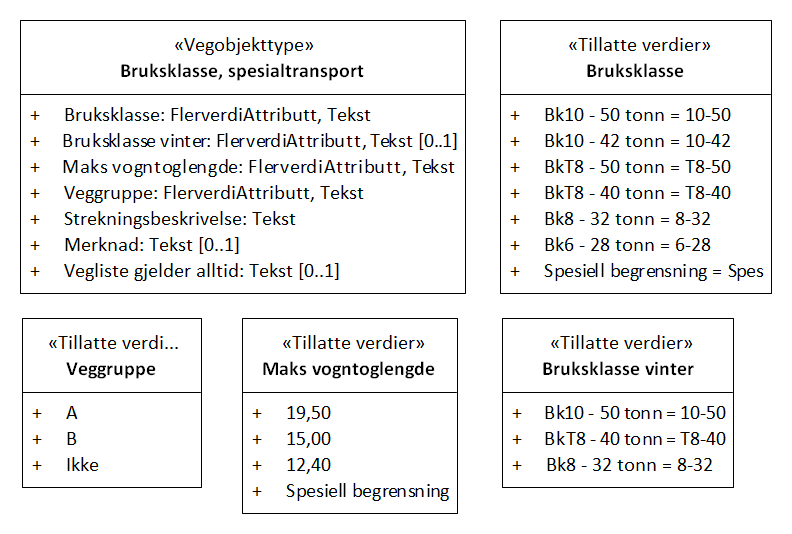 «Vegobjekttype»
Bruksklasse, spesialtransport
+ Bruksklasse: FlerverdiAttributt, Tekst
+ Bruksklasse vinter: FlerverdiAttributt, Tekst [0..1]
+ Maks vogntoglengde: FlerverdiAttributt, Tekst
+ Veggruppe: FlerverdiAttributt, Tekst
+ Strekningsbeskrivelse: Tekst
+ Merknad: Tekst [0..1]
+ Vegliste gjelder alltid: Tekst [0..1]
«Tillatte verdier»
Bruksklasse
+ Bk10 - 50 tonn = 10-50
+ Bk10 - 42 tonn = 10-42
+ BkT8 - 50 tonn = T8-50
+ BkT8 - 40 tonn = T8-40
+ Bk8 - 32 tonn = 8-32
+ Bk6 - 28 tonn = 6-28
+ Spesiell begrensning = Spes
«Tillatte verdi...
Veggruppe
+ A
+ B
+ Ikke
«Tillatte verdier»
Maks vogntoglengde
+ 19,50
+ 15,00
+ 12,40
+ Spesiell begrensning
«Tillatte verdier»
Bruksklasse vinter
+ Bk10 - 50 tonn = 10-50
+ BkT8 - 40 tonn = T8-40
+ Bk8 - 32 tonn = 8-32